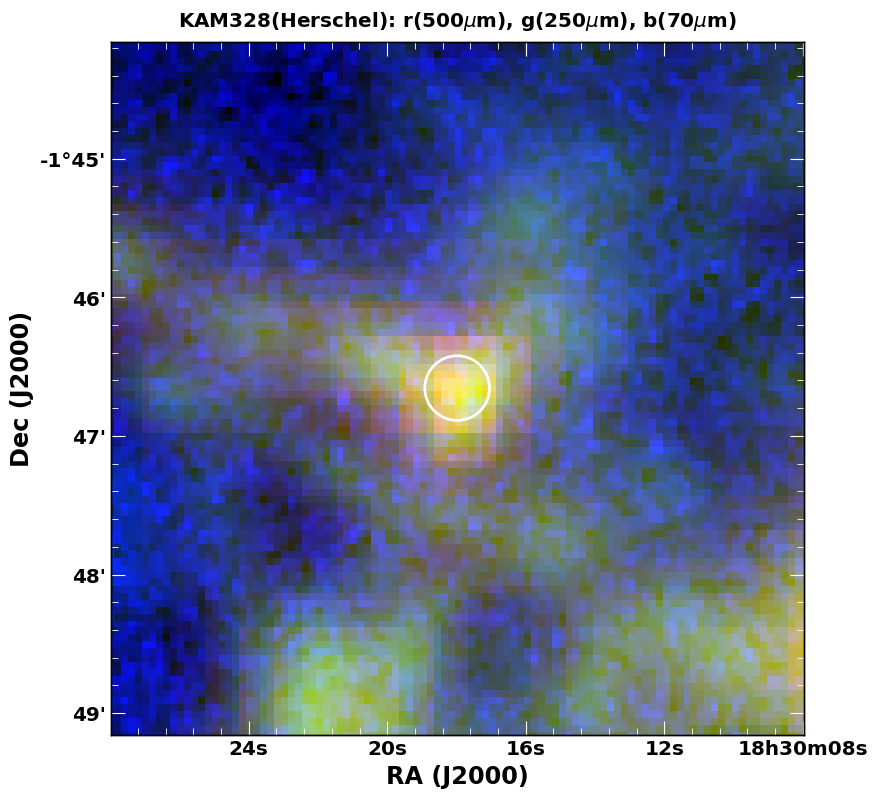 KAM328(Herschel): r(500μm), g(250μm), b(70μm)
-1°45'
46'
47'
48'
49'
Dec (J2000)
24s 20s 16s 12s 18h30m08s
RA (J2000)